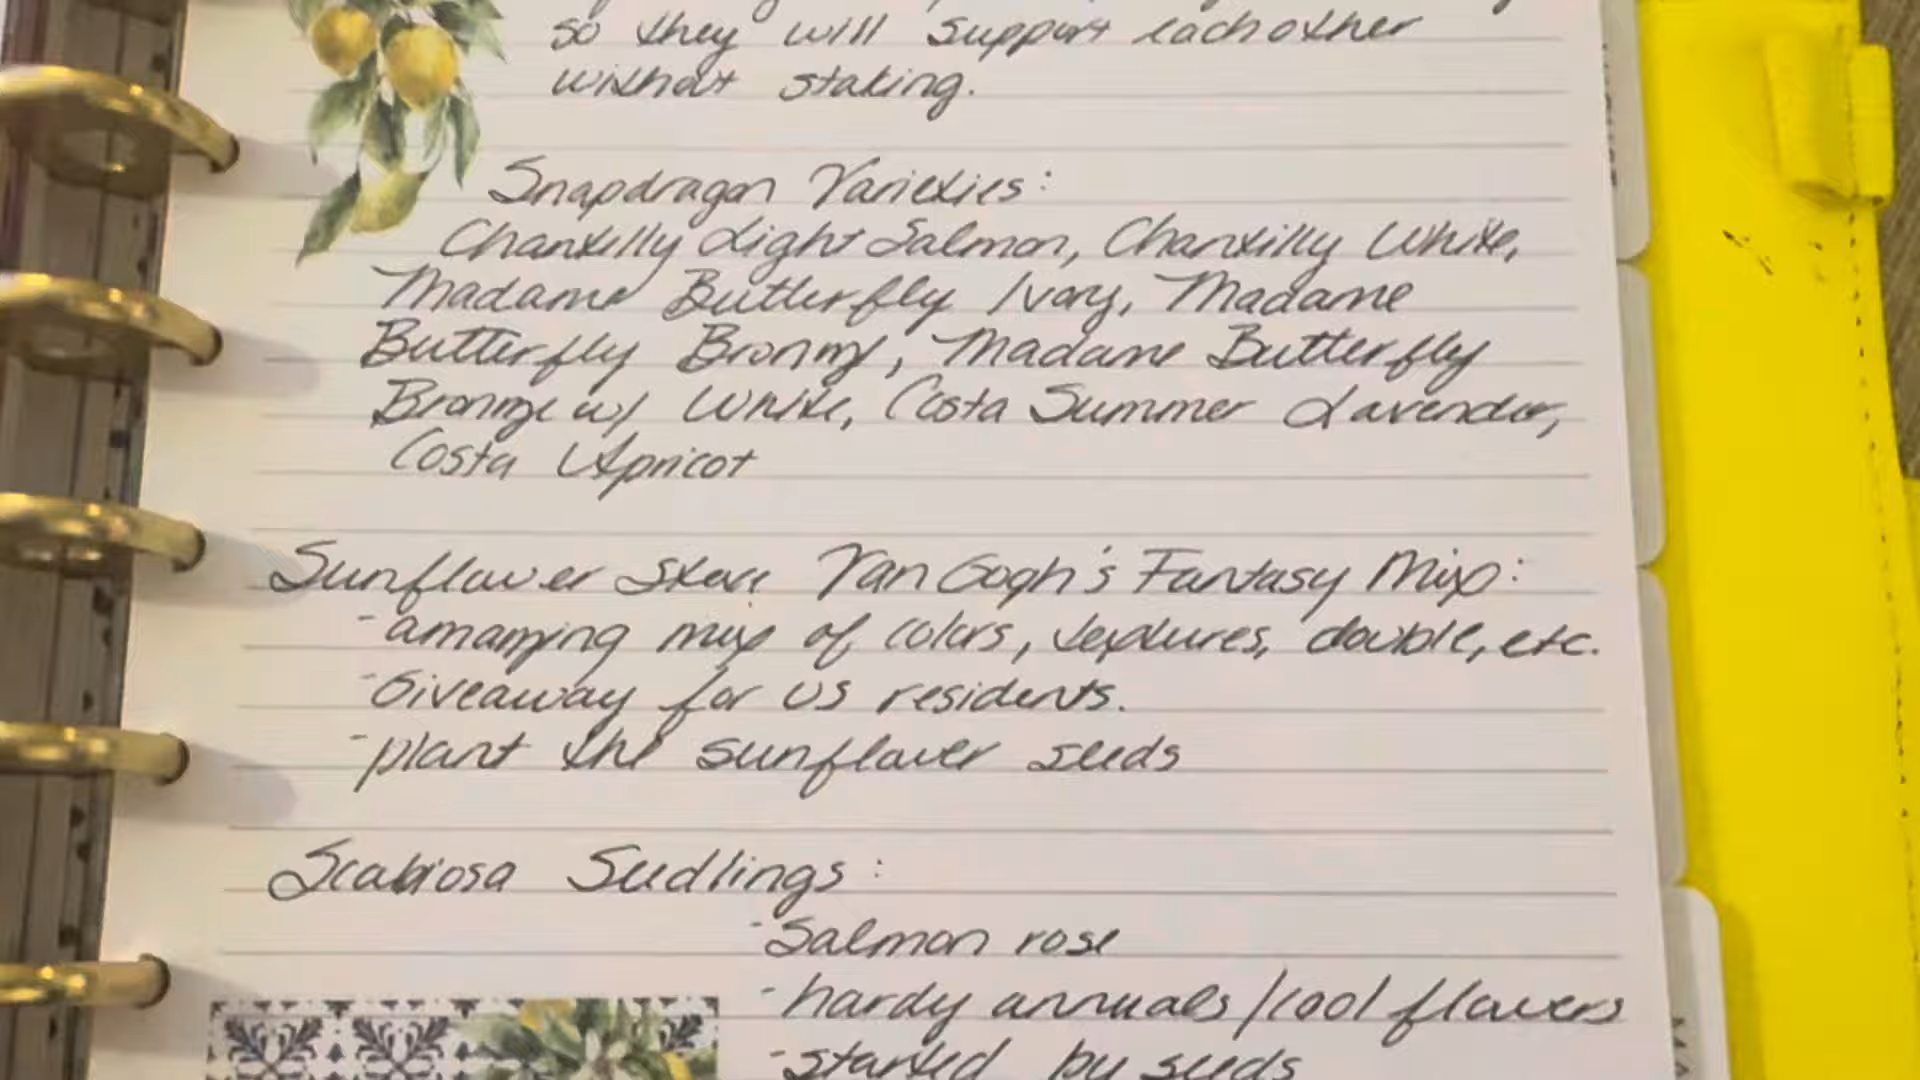 so they will support each other
without staking.
Snapdragon Varieties:
Chantilly Light Salmon, Chantilly White,
Madame Butterfly Ivory, Madame
Butterfly Bronze, Madame Butterfly
Bronze w/ White, Costa Summer Lavender,
Costa Apricot
Sunflower Steve Van Gogh's Fantasy Mix:
- amazing mix of colors, textures, double, etc.
- Giveaway for US residents.
- plant the sunflower seeds
Scabiosa Seedlings:
- Salmon rose
- hardy annuals/cool flowers
- started by seeds